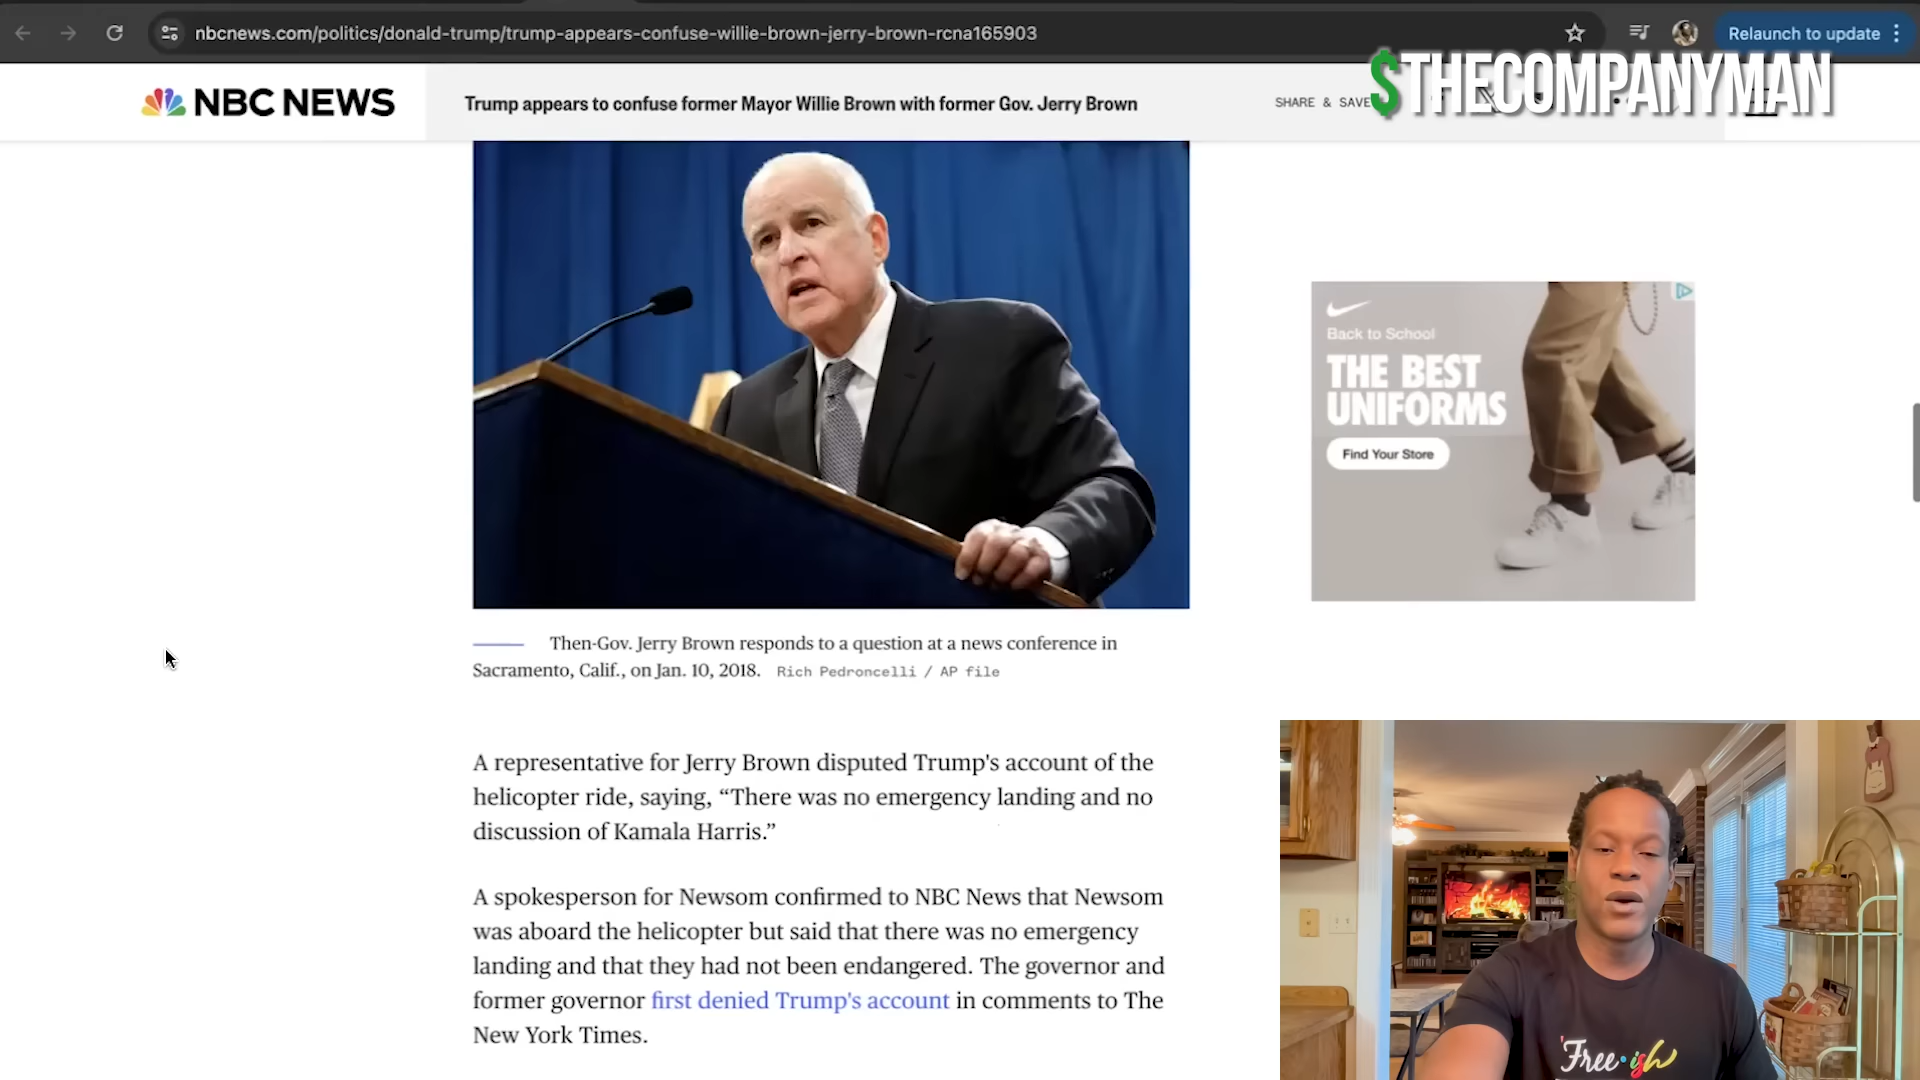 nbcnews.com/politics/donald-trump/trump-appears-confuse-willie-brown-jerry-brown-rcna165903
Relaunch to update
$THECOMPANYMAN
NBC NEWS
Trump appears to confuse former Mayor Willie Brown with former Gov. Jerry Brown
SHARE & SAVE
Back to School
THE BEST
UNIFORMS
Find Your Store
Then-Gov. Jerry Brown responds to a question at a news conference in
Sacramento, Calif., on Jan. 10, 2018. Rich Pedroncelli / AP file
A representative for Jerry Brown disputed Trump's account of the
helicopter ride, saying, “There was no emergency landing and no
discussion of Kamala Harris.”
A spokesperson for Newsom confirmed to NBC News that Newsom
was aboard the helicopter but said that there was no emergency
landing and that they had not been endangered. The governor and
former governor first denied Trump's account in comments to The
New York Times.
Free·ish